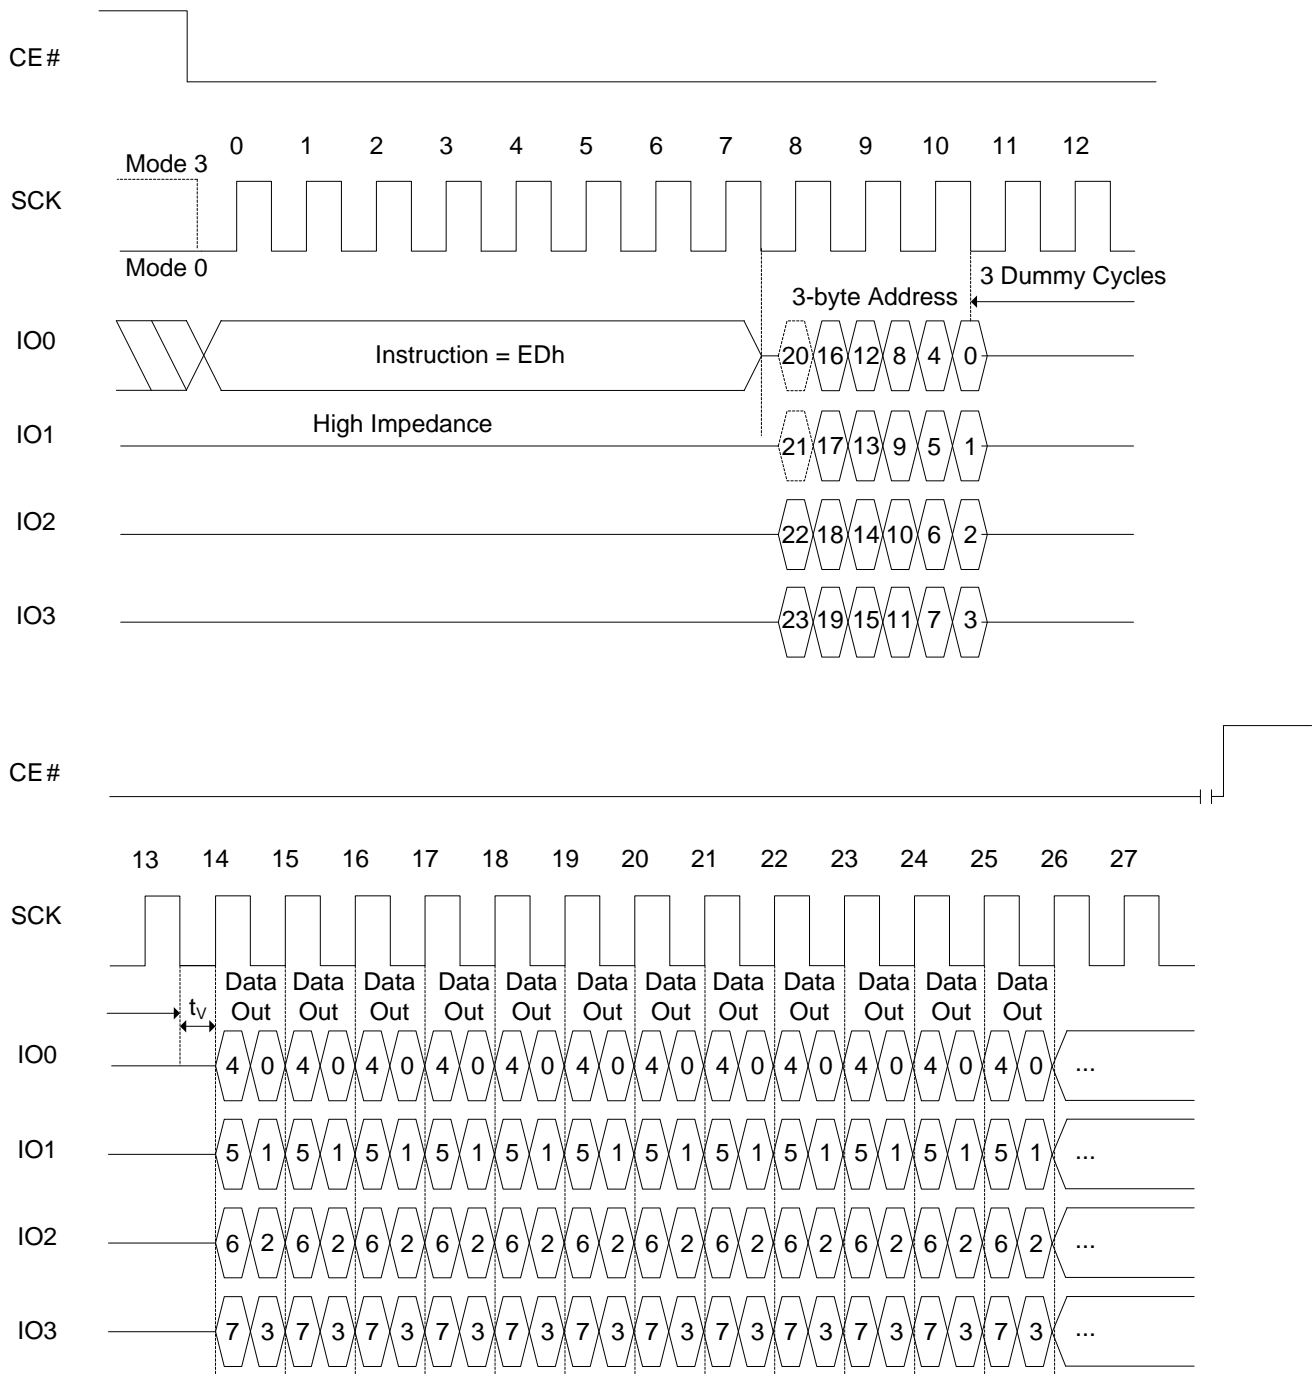 CE#
0 1 2 3 4 5 6 7 8 9 10 11 12
Mode 3
SCK
Mode 0
3 Dummy Cycles
3-byte Address
IO0
Instruction = EDh
20 16 12 8 4 0
High Impedance
IO1
21 17 13 9 5 1
IO2
22 18 14 10 6 2
IO3
23 19 15 11 7 3
CE#
13 14 15 16 17 18 19 20 21 22 23 24 25 26 27
SCK
Data Data Data Data Data Data Data Data Data Data Data Data
tV Out Out Out Out Out Out Out Out Out Out Out Out
IO0
4 0 4 0 4 0 4 0 4 0 4 0 4 0 4 0 4 0 4 0 4 0 4 0 ...
IO1
5 1 5 1 5 1 5 1 5 1 5 1 5 1 5 1 5 1 5 1 5 1 5 1 ...
IO2
6 2 6 2 6 2 6 2 6 2 6 2 6 2 6 2 6 2 6 2 6 2 6 2 ...
IO3
7 3 7 3 7 3 7 3 7 3 7 3 7 3 7 3 7 3 7 3 7 3 7 3 ...